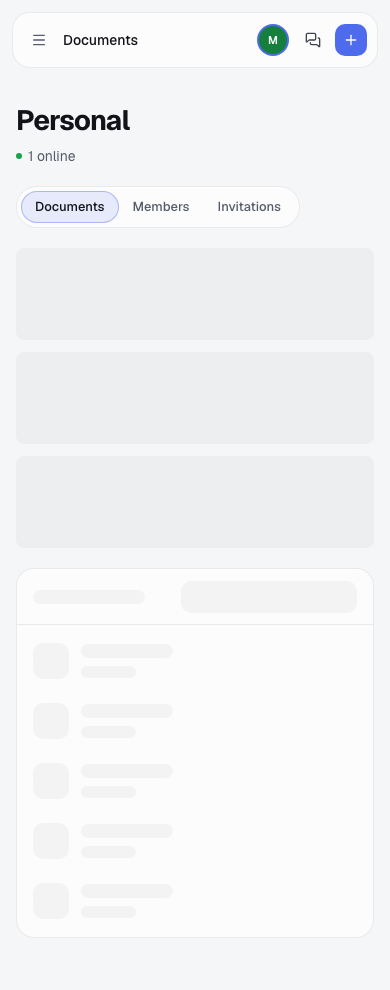 Documents
M
Personal
1 online
Documents
Members
Invitations